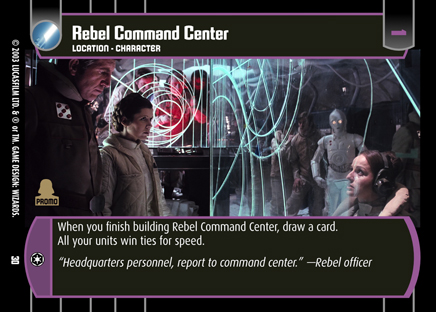 Rebel Command Center
LOCATION - CHARACTER
1
© 2003 LUCASFILM LTD. & ® or TM. GAME DESIGN: WIZARDS.
PROMO
30
When you finish building Rebel Command Center, draw a card.
All your units win ties for speed.
“Headquarters personnel, report to command center.” —Rebel officer